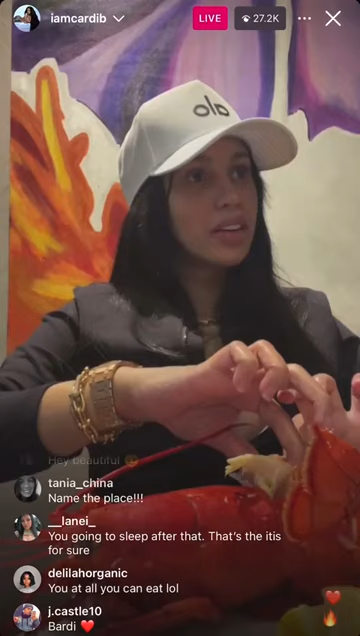 iamcardib
LIVE
27.2K
olo
Hey beautiful
tania_china
Name the place!!!
__lanei_
You going to sleep after that. That's the itis
for sure
delilahorganic
You at all you can eat lol
j.castle10
Bardi ❤️